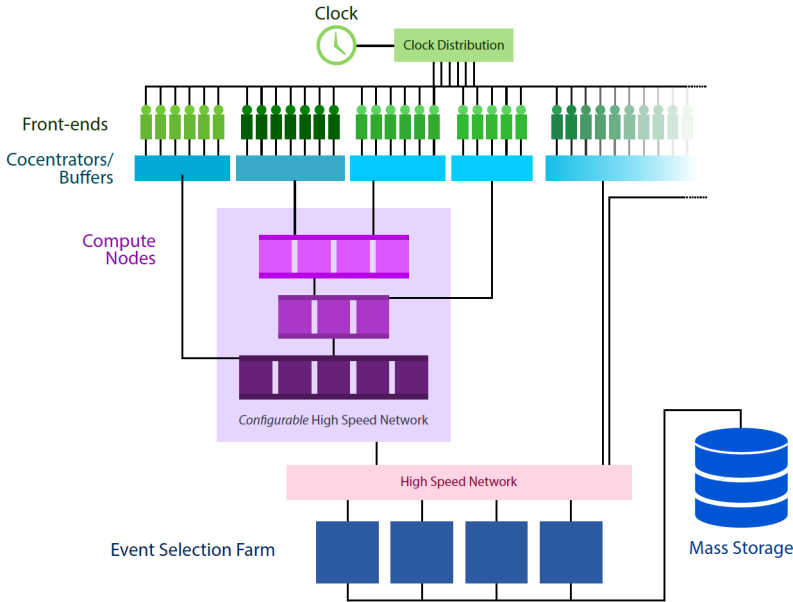 Clock
Clock Distribution
Front-ends
Cocentrators/
Buffers
Compute
Nodes
Configurable High Speed Network
High Speed Network
Event Selection Farm
Mass Storage